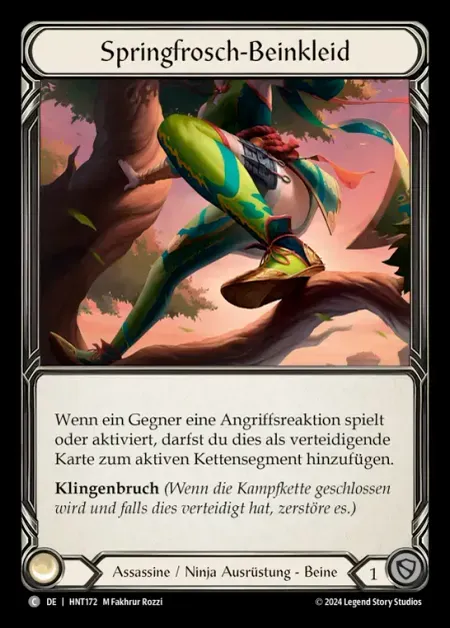 Springfrosch-Beinkleid
Wenn ein Gegner eine Angriffsreaktion spielt
oder aktiviert, darfst du dies als verteidigende
Karte zum aktiven Kettensegment hinzufügen.
Klingenbruch (Wenn die Kampfkette geschlossen
wird und falls dies verteidigt hat, zerstöre es.)
Assassine / Ninja Ausrüstung - Beine 1
C DE | HNT172 M Fakhrur Rozzi © 2024 Legend Story Studios